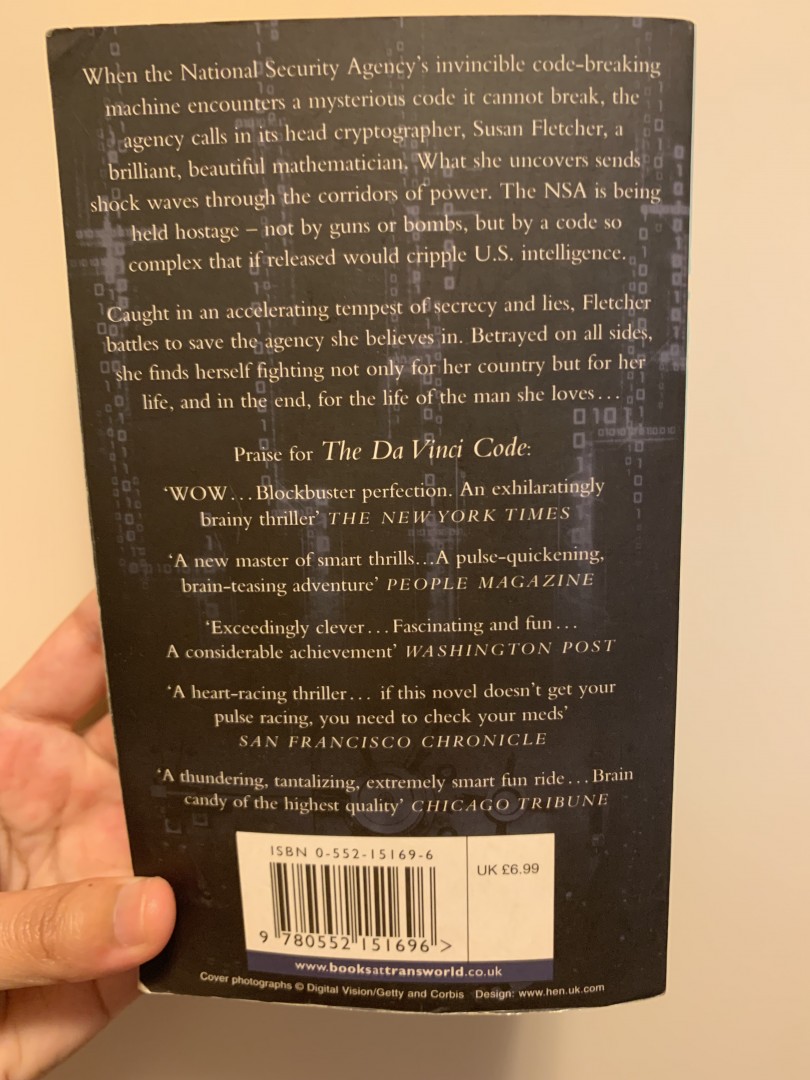 When the National Security Agency's invincible code-breaking
machine encounters a mysterious code it cannot break, the
agency calls in its head cryptographer, Susan Fletcher, a
brilliant, beautiful mathematician. What she uncovers sends
shock waves through the corridors of power. The NSA is being
held hostage – not by guns or bombs, but by a code so
complex that if released would cripple U.S. intelligence.
Caught in an accelerating tempest of secrecy and lies, Fletcher
battles to save the agency she believes in. Betrayed on all sides,
she finds herself fighting not only for her country but for her
life, and in the end, for the life of the man she loves...
Praise for The Da Vinci Code:
'WOW...Blockbuster perfection. An exhilaratingly
brainy thriller' THE NEW YORK TIMES
'A new master of smart thrills...A pulse-quickening,
brain-teasing adventure' PEOPLE MAGAZINE
'Exceedingly clever...Fascinating and fun...
A considerable achievement' WASHINGTON POST
'A heart-racing thriller... if this novel doesn't get your
pulse racing, you need to check your meds'
SAN FRANCISCO CHRONICLE
'A thundering, tantalizing, extremely smart fun ride...Brain
candy of the highest quality' CHICAGO TRIBUNE
ISBN 0-552-15169-6
UK £6.99
9 780552 151696 >
www.booksattransworld.co.uk
Cover photographs © Digital Vision/Getty and Corbis Design: www.hen.uk.com